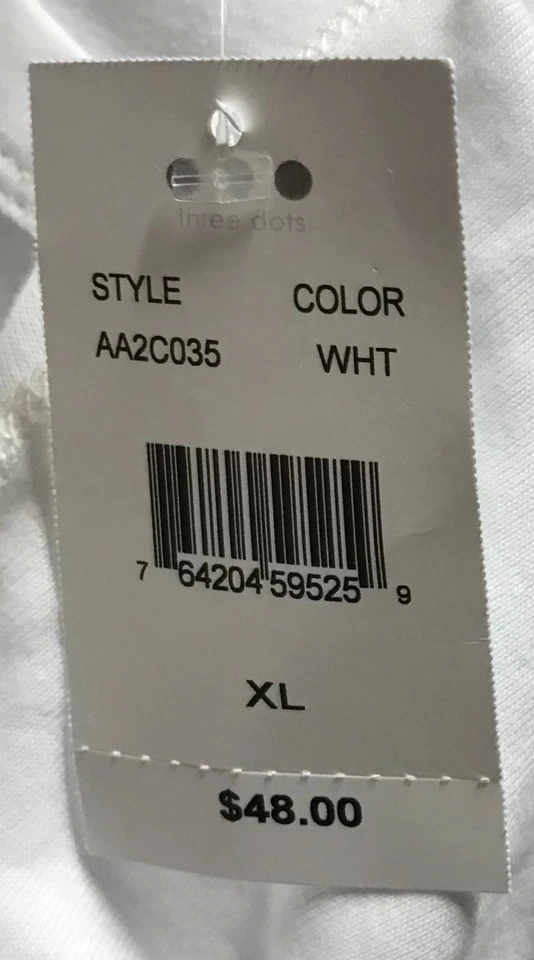 three dots
STYLE COLOR
AA2C035 WHT
7 64204 59525 9
XL
$48.00